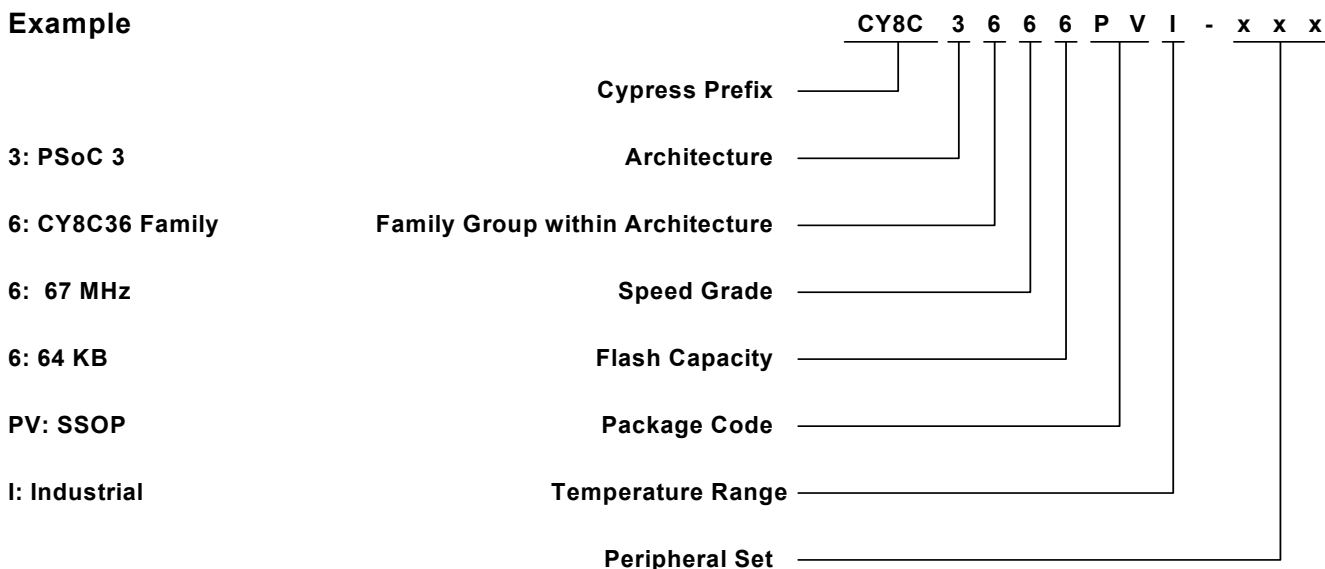 Example CY8C 3 6 6 6 P V I - x x x
Cypress Prefix
3: PSoC 3 Architecture
6: CY8C36 Family Family Group within Architecture
6: 67 MHz Speed Grade
6: 64 KB Flash Capacity
PV: SSOP Package Code
I: Industrial Temperature Range
Peripheral Set